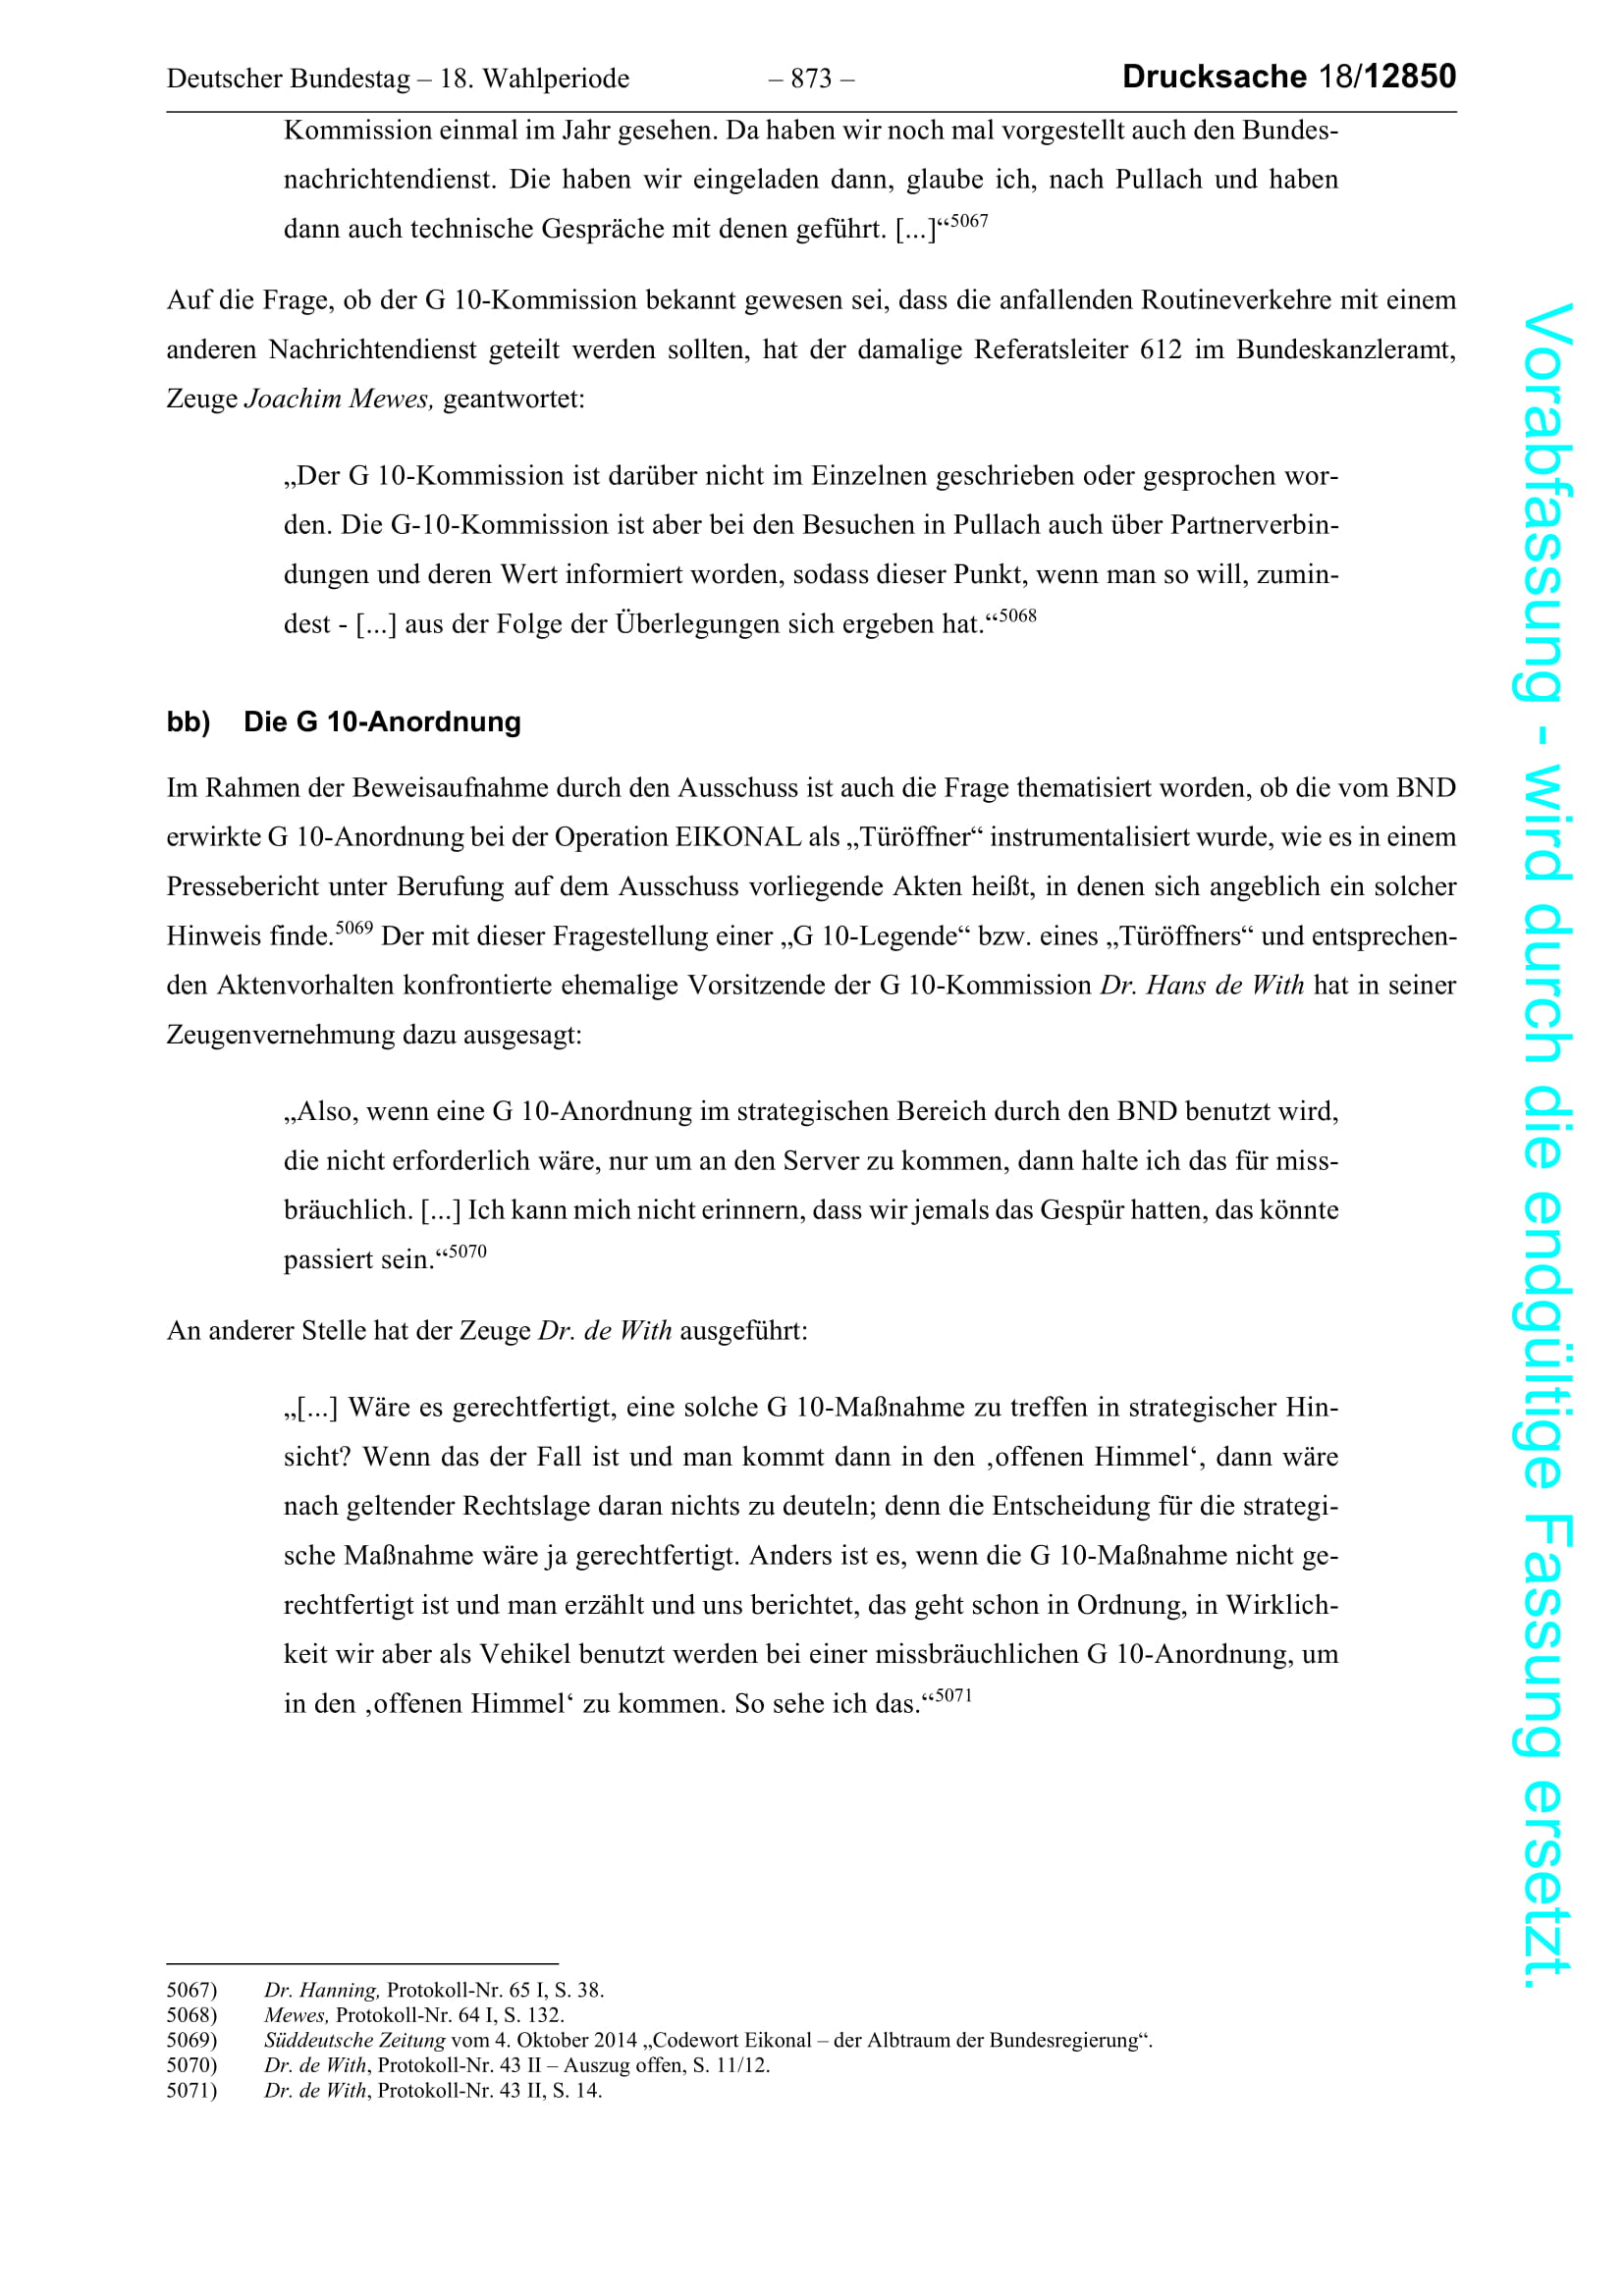 Deutscher Bundestag – 18. Wahlperiode – 873 – Drucksache 18/12850
Kommission einmal im Jahr gesehen. Da haben wir noch mal vorgestellt auch den Bundes-
nachrichtendienst. Die haben wir eingeladen dann, glaube ich, nach Pullach und haben
dann auch technische Gespräche mit denen geführt. [...]“5067
Auf die Frage, ob der G 10-Kommission bekannt gewesen sei, dass die anfallenden Routineverkehre mit einem
anderen Nachrichtendienst geteilt werden sollten, hat der damalige Referatsleiter 612 im Bundeskanzleramt,
Zeuge Joachim Mewes, geantwortet:
„Der G 10-Kommission ist darüber nicht im Einzelnen geschrieben oder gesprochen wor-
den. Die G-10-Kommission ist aber bei den Besuchen in Pullach auch über Partnerverbin-
dungen und deren Wert informiert worden, sodass dieser Punkt, wenn man so will, zumin-
dest - [...] aus der Folge der Überlegungen sich ergeben hat.“5068
bb) Die G 10-Anordnung
Im Rahmen der Beweisaufnahme durch den Ausschuss ist auch die Frage thematisiert worden, ob die vom BND
erwirkte G 10-Anordnung bei der Operation EIKONAL als „Türöffner“ instrumentalisiert wurde, wie es in einem
Pressebericht unter Berufung auf dem Ausschuss vorliegende Akten heißt, in denen sich angeblich ein solcher
Hinweis finde.5069 Der mit dieser Fragestellung einer „G 10-Legende“ bzw. eines „Türöffners“ und entsprechen-
den Aktenvorhalten konfrontierte ehemalige Vorsitzende der G 10-Kommission Dr. Hans de With hat in seiner
Zeugenvernehmung dazu ausgesagt:
„Also, wenn eine G 10-Anordnung im strategischen Bereich durch den BND benutzt wird,
die nicht erforderlich wäre, nur um an den Server zu kommen, dann halte ich das für miss-
bräuchlich. [...] Ich kann mich nicht erinnern, dass wir jemals das Gespür hatten, das könnte
passiert sein.“5070
An anderer Stelle hat der Zeuge Dr. de With ausgeführt:
„[...] Wäre es gerechtfertigt, eine solche G 10-Maßnahme zu treffen in strategischer Hin-
sicht? Wenn das der Fall ist und man kommt dann in den ‚offenen Himmel‘, dann wäre
nach geltender Rechtslage daran nichts zu deuteln; denn die Entscheidung für die strategi-
sche Maßnahme wäre ja gerechtfertigt. Anders ist es, wenn die G 10-Maßnahme nicht ge-
rechtfertigt ist und man erzählt und uns berichtet, das geht schon in Ordnung, in Wirklich-
keit wir aber als Vehikel benutzt werden bei einer missbräuchlichen G 10-Anordnung, um
in den ‚offenen Himmel‘ zu kommen. So sehe ich das.“5071
5067) Dr. Hanning, Protokoll-Nr. 65 I, S. 38.
5068) Mewes, Protokoll-Nr. 64 I, S. 132.
5069) Süddeutsche Zeitung vom 4. Oktober 2014 „Codewort Eikonal – der Albtraum der Bundesregierung“.
5070) Dr. de With, Protokoll-Nr. 43 II – Auszug offen, S. 11/12.
5071) Dr. de With, Protokoll-Nr. 43 II, S. 14.
Vorabfassung - wird durch die endgültige Fassung ersetzt.